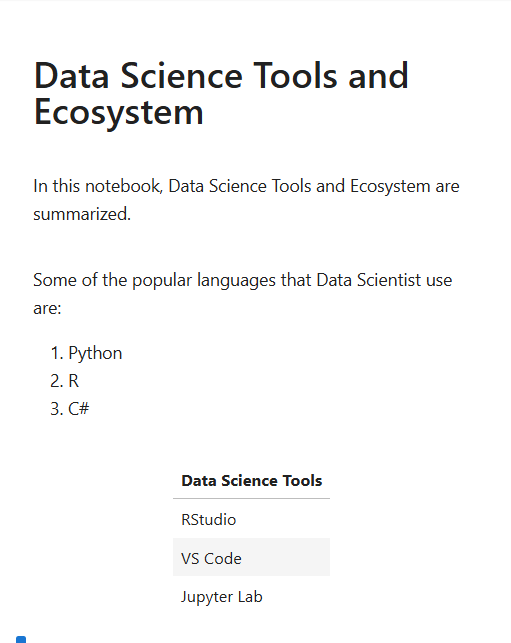 Data Science Tools and
Ecosystem
In this notebook, Data Science Tools and Ecosystem are
summarized.
Some of the popular languages that Data Scientist use
are:
1. Python
2. R
3. C#
Data Science Tools
RStudio
VS Code
Jupyter Lab